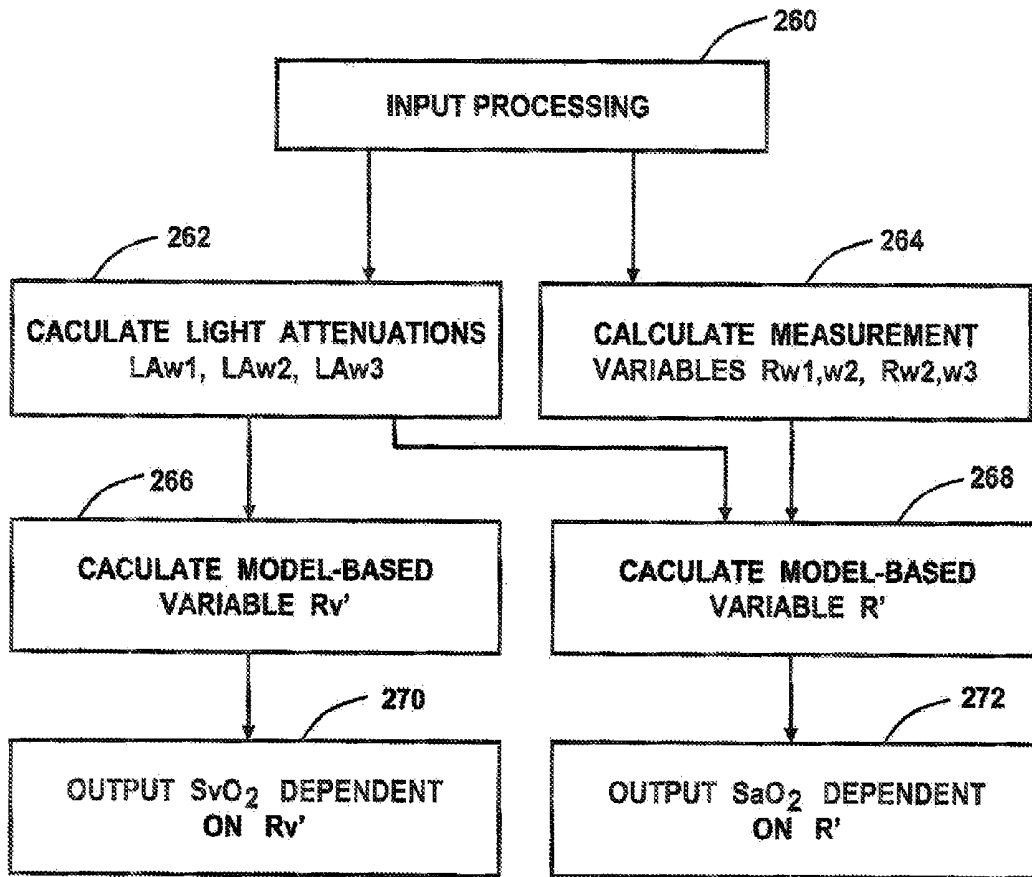 260
INPUT PROCESSING
262
CACULATE LIGHT ATTENUATIONS
LAw1, LAw2, LAw3
264
CALCULATE MEASUREMENT
VARIABLES Rw1,w2, Rw2,w3
266
CACULATE MODEL-BASED
VARIABLE Rv'
268
CACULATE MODEL-BASED
VARIABLE R'
270
OUTPUT SvO₂ DEPENDENT
ON Rv'
272
OUTPUT SaO₂ DEPENDENT
ON R'